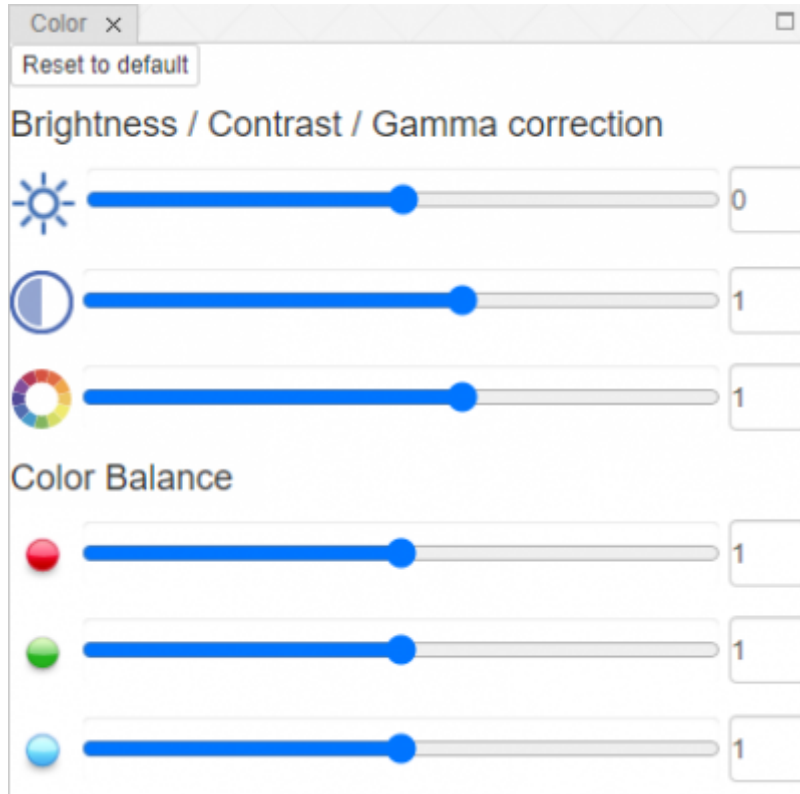 Color ×
Reset to default
Brightness / Contrast / Gamma correction
0
1
1
Color Balance
1
1
1